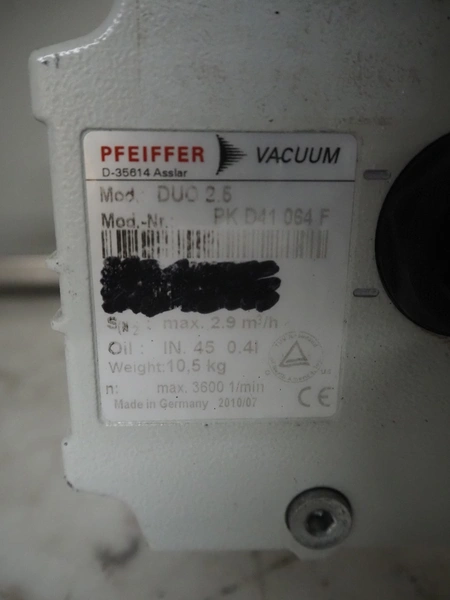 PFEIFFER VACUUM
D-35614 Asslar
Mod.: DUO 2.5
Mod.-Nr.: PK D41 064 F
max. 2.9 m³/h
Oil : IN. 45 0.4l
Weight: 10,5 kg
n: max. 3600 1/min
Made in Germany 2010/07
CE